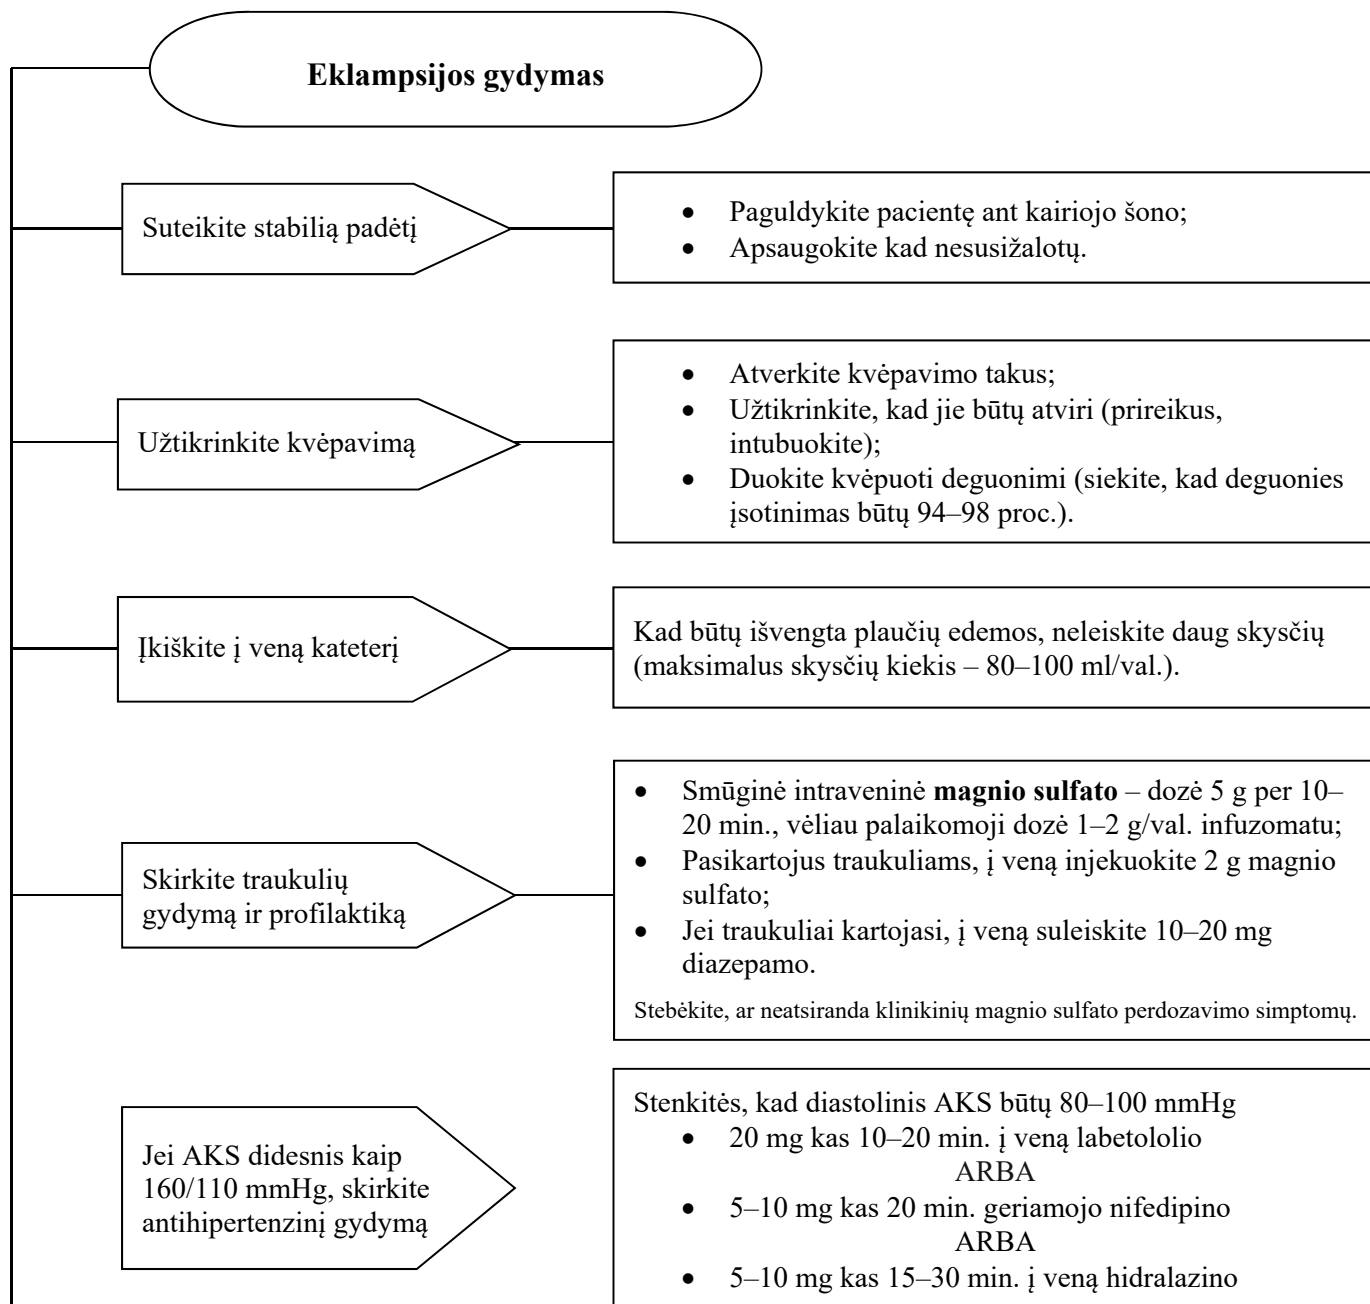 Eklampsijos gydymas
Suteikite stabilią padėtį
• Paguldykite pacientę ant kairiojo šono;
• Apsaugokite kad nesusižalotų.
Užtikrinkite kvėpavimą
• Atverkite kvėpavimo takus;
• Užtikrinkite, kad jie būtų atviri (prireikus,
intubuokite);
• Duokite kvėpuoti deguonimi (siekite, kad deguonies
įsotinimas būtų 94–98 proc.).
Įkiškite į veną kateterį
Kad būtų išvengta plaučių edemos, neleiskite daug skysčių
(maksimalus skysčių kiekis – 80–100 ml/val.).
Skirkite traukulių
gydymą ir profilaktiką
• Smūginė intraveninė magnio sulfato – dozė 5 g per 10–
20 min., vėliau palaikomoji dozė 1–2 g/val. infuzomatu;
• Pasikartojus traukuliams, į veną injekuokite 2 g magnio
sulfato;
• Jei traukuliai kartojasi, į veną suleiskite 10–20 mg
diazepamo.
Stebėkite, ar neatsiranda klinikinių magnio sulfato perdozavimo simptomų.
Jei AKS didesnis kaip
160/110 mmHg, skirkite
antihipertenzinį gydymą
Stenkitės, kad diastolinis AKS būtų 80–100 mmHg
• 20 mg kas 10–20 min. į veną labetololio
ARBA
• 5–10 mg kas 20 min. geriamojo nifedipino
ARBA
• 5–10 mg kas 15–30 min. į veną hidralazino